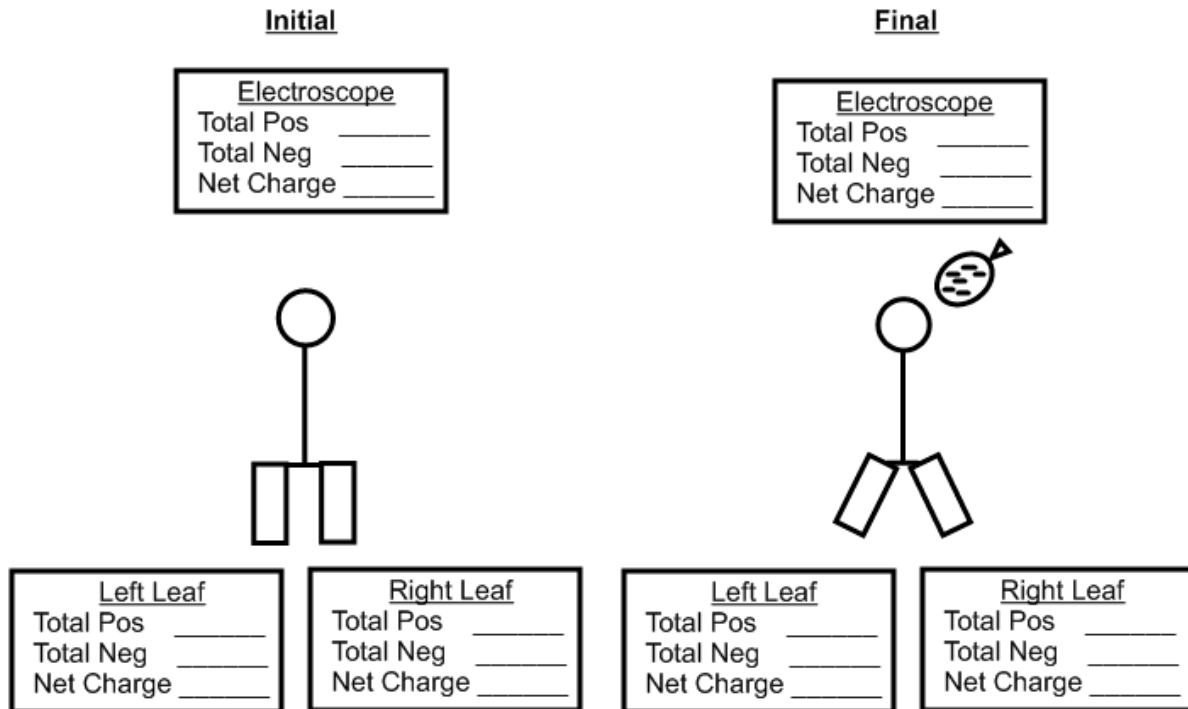 Initial
Electroscope
Total Pos ______
Total Neg ______
Net Charge ______
Left Leaf
Total Pos ______
Total Neg ______
Net Charge ______
Right Leaf
Total Pos ______
Total Neg ______
Net Charge ______
Final
Electroscope
Total Pos ______
Total Neg ______
Net Charge ______
Left Leaf
Total Pos ______
Total Neg ______
Net Charge ______
Right Leaf
Total Pos ______
Total Neg ______
Net Charge ______